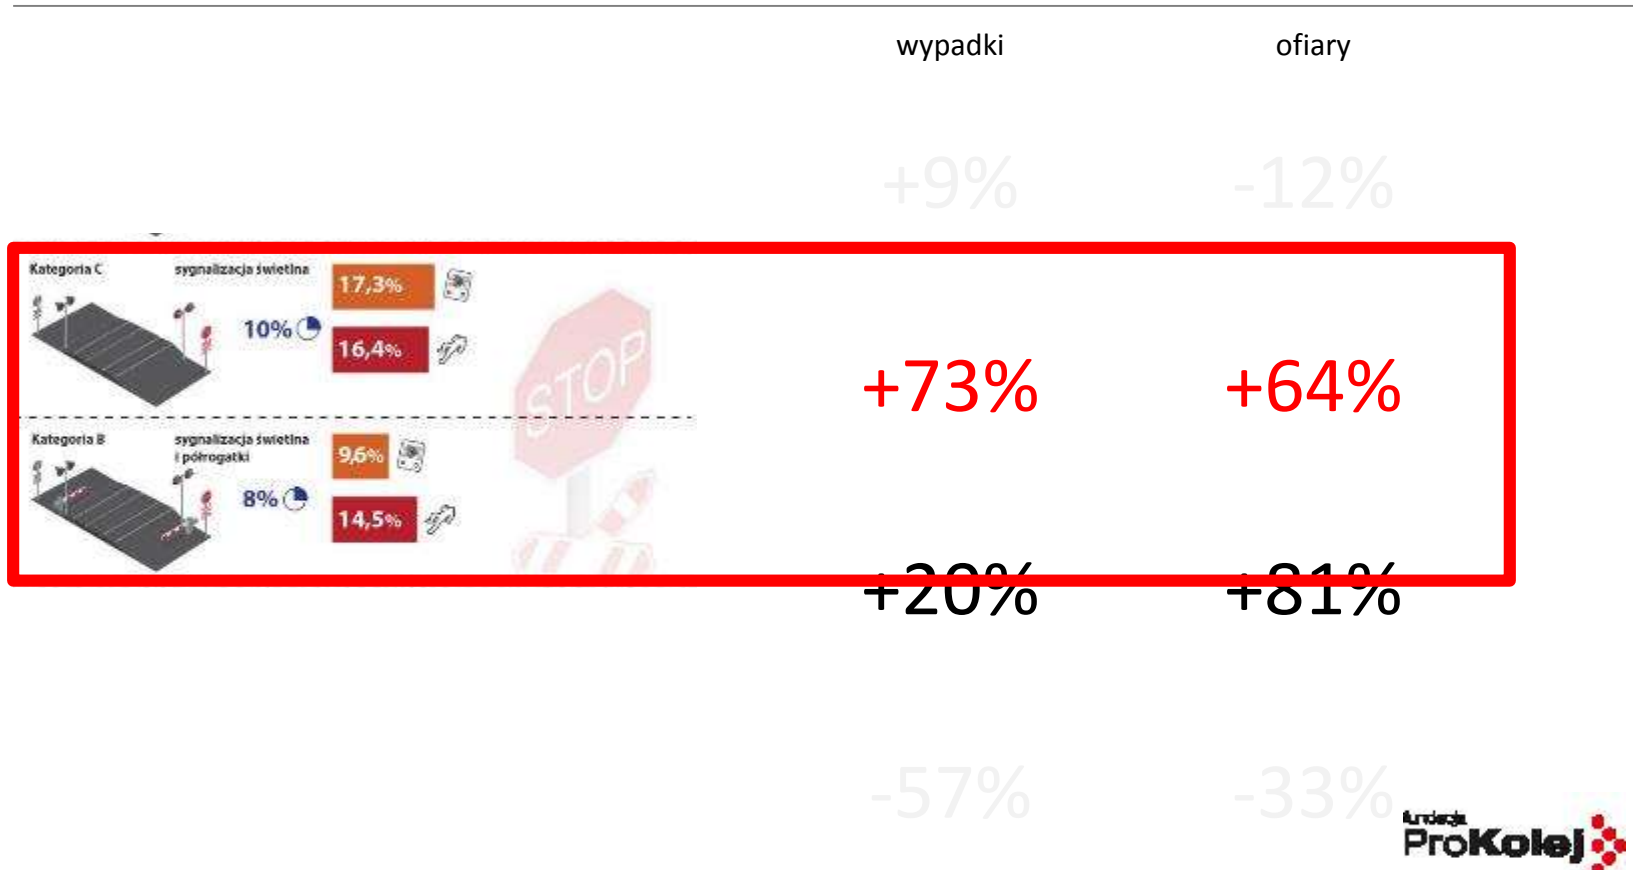 wypadki ofiary
+9% -12%
Kategoria C sygnalizacja świetlna
17,3%
10%
16,4%
STOP
+73% +64%
Kategoria B sygnalizacja świetlna
i półrogatki
9,6%
8%
14,5%
+20% +81%
-57% -33%
fundacja
ProKolej